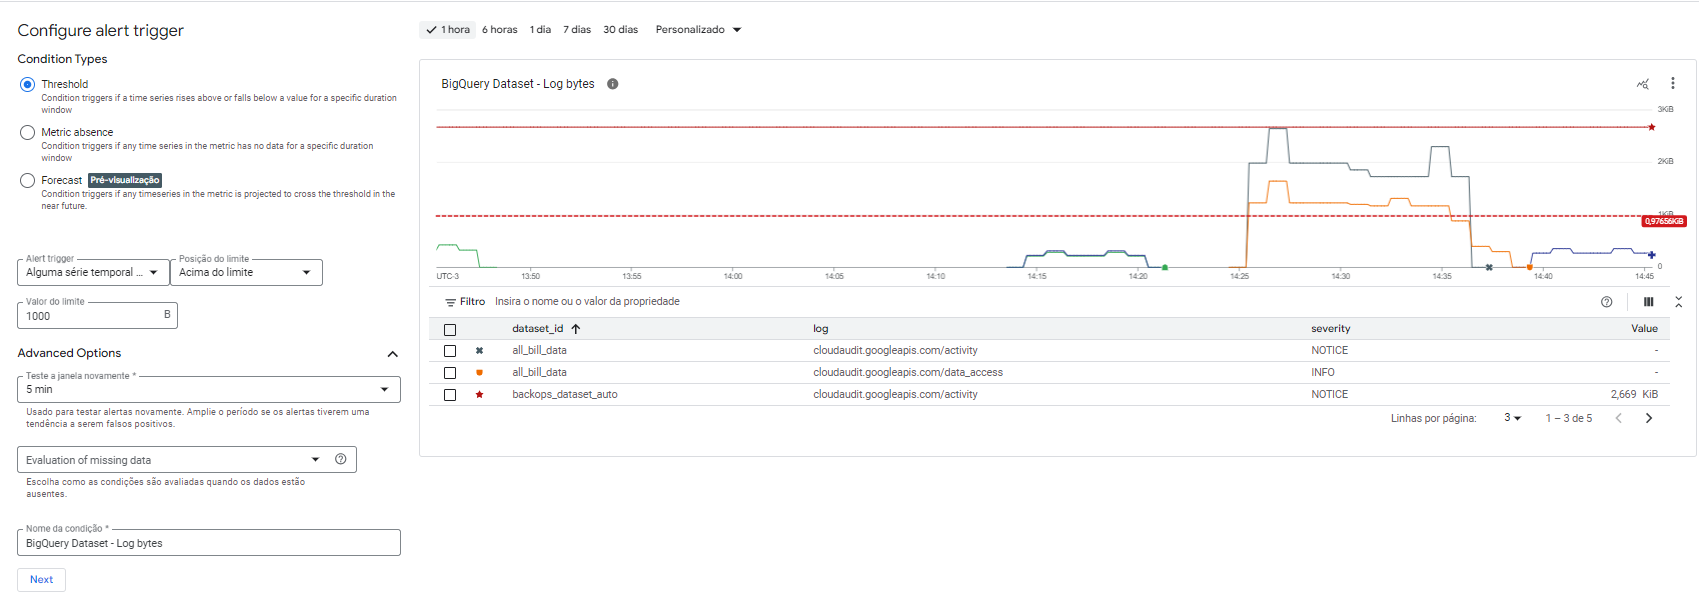 Configure alert trigger
Condition Types
Threshold
Condition triggers if a time series rises above or falls below a value for a specific duration
window
Metric absence
Condition triggers if any time series in the metric has no data for a specific duration
window
Forecast Pré-visualização
Condition triggers if any timeseries in the metric is projected to cross the threshold in the
near future.
Alert trigger
Alguma série temporal ...
Posição do limite
Acima do limite
Valor do limite
1000 B
Advanced Options
Teste a janela novamente *
5 min
Usado para testar alertas novamente. Amplie o período se os alertas tiverem uma
tendência a serem falsos positivos.
Evaluation of missing data
Escolha como as condições são avaliadas quando os dados estão
ausentes.
Nome da condição *
BigQuery Dataset - Log bytes
Next
1 hora 6 horas 1 dia 7 dias 30 dias Personalizado
BigQuery Dataset - Log bytes
3KiB
2KiB
1KiB
0,97656KiB
0
UTC-3 13:50 13:55 14:00 14:05 14:10 14:15 14:20 14:25 14:30 14:35 14:40 14:45
Filtro Insira o nome ou o valor da propriedade
dataset_id log severity Value
all_bill_data cloudaudit.googleapis.com/activity NOTICE -
all_bill_data cloudaudit.googleapis.com/data_access INFO -
backops_dataset_auto cloudaudit.googleapis.com/activity NOTICE 2,669 KiB
Linhas por página: 3 1 – 3 de 5